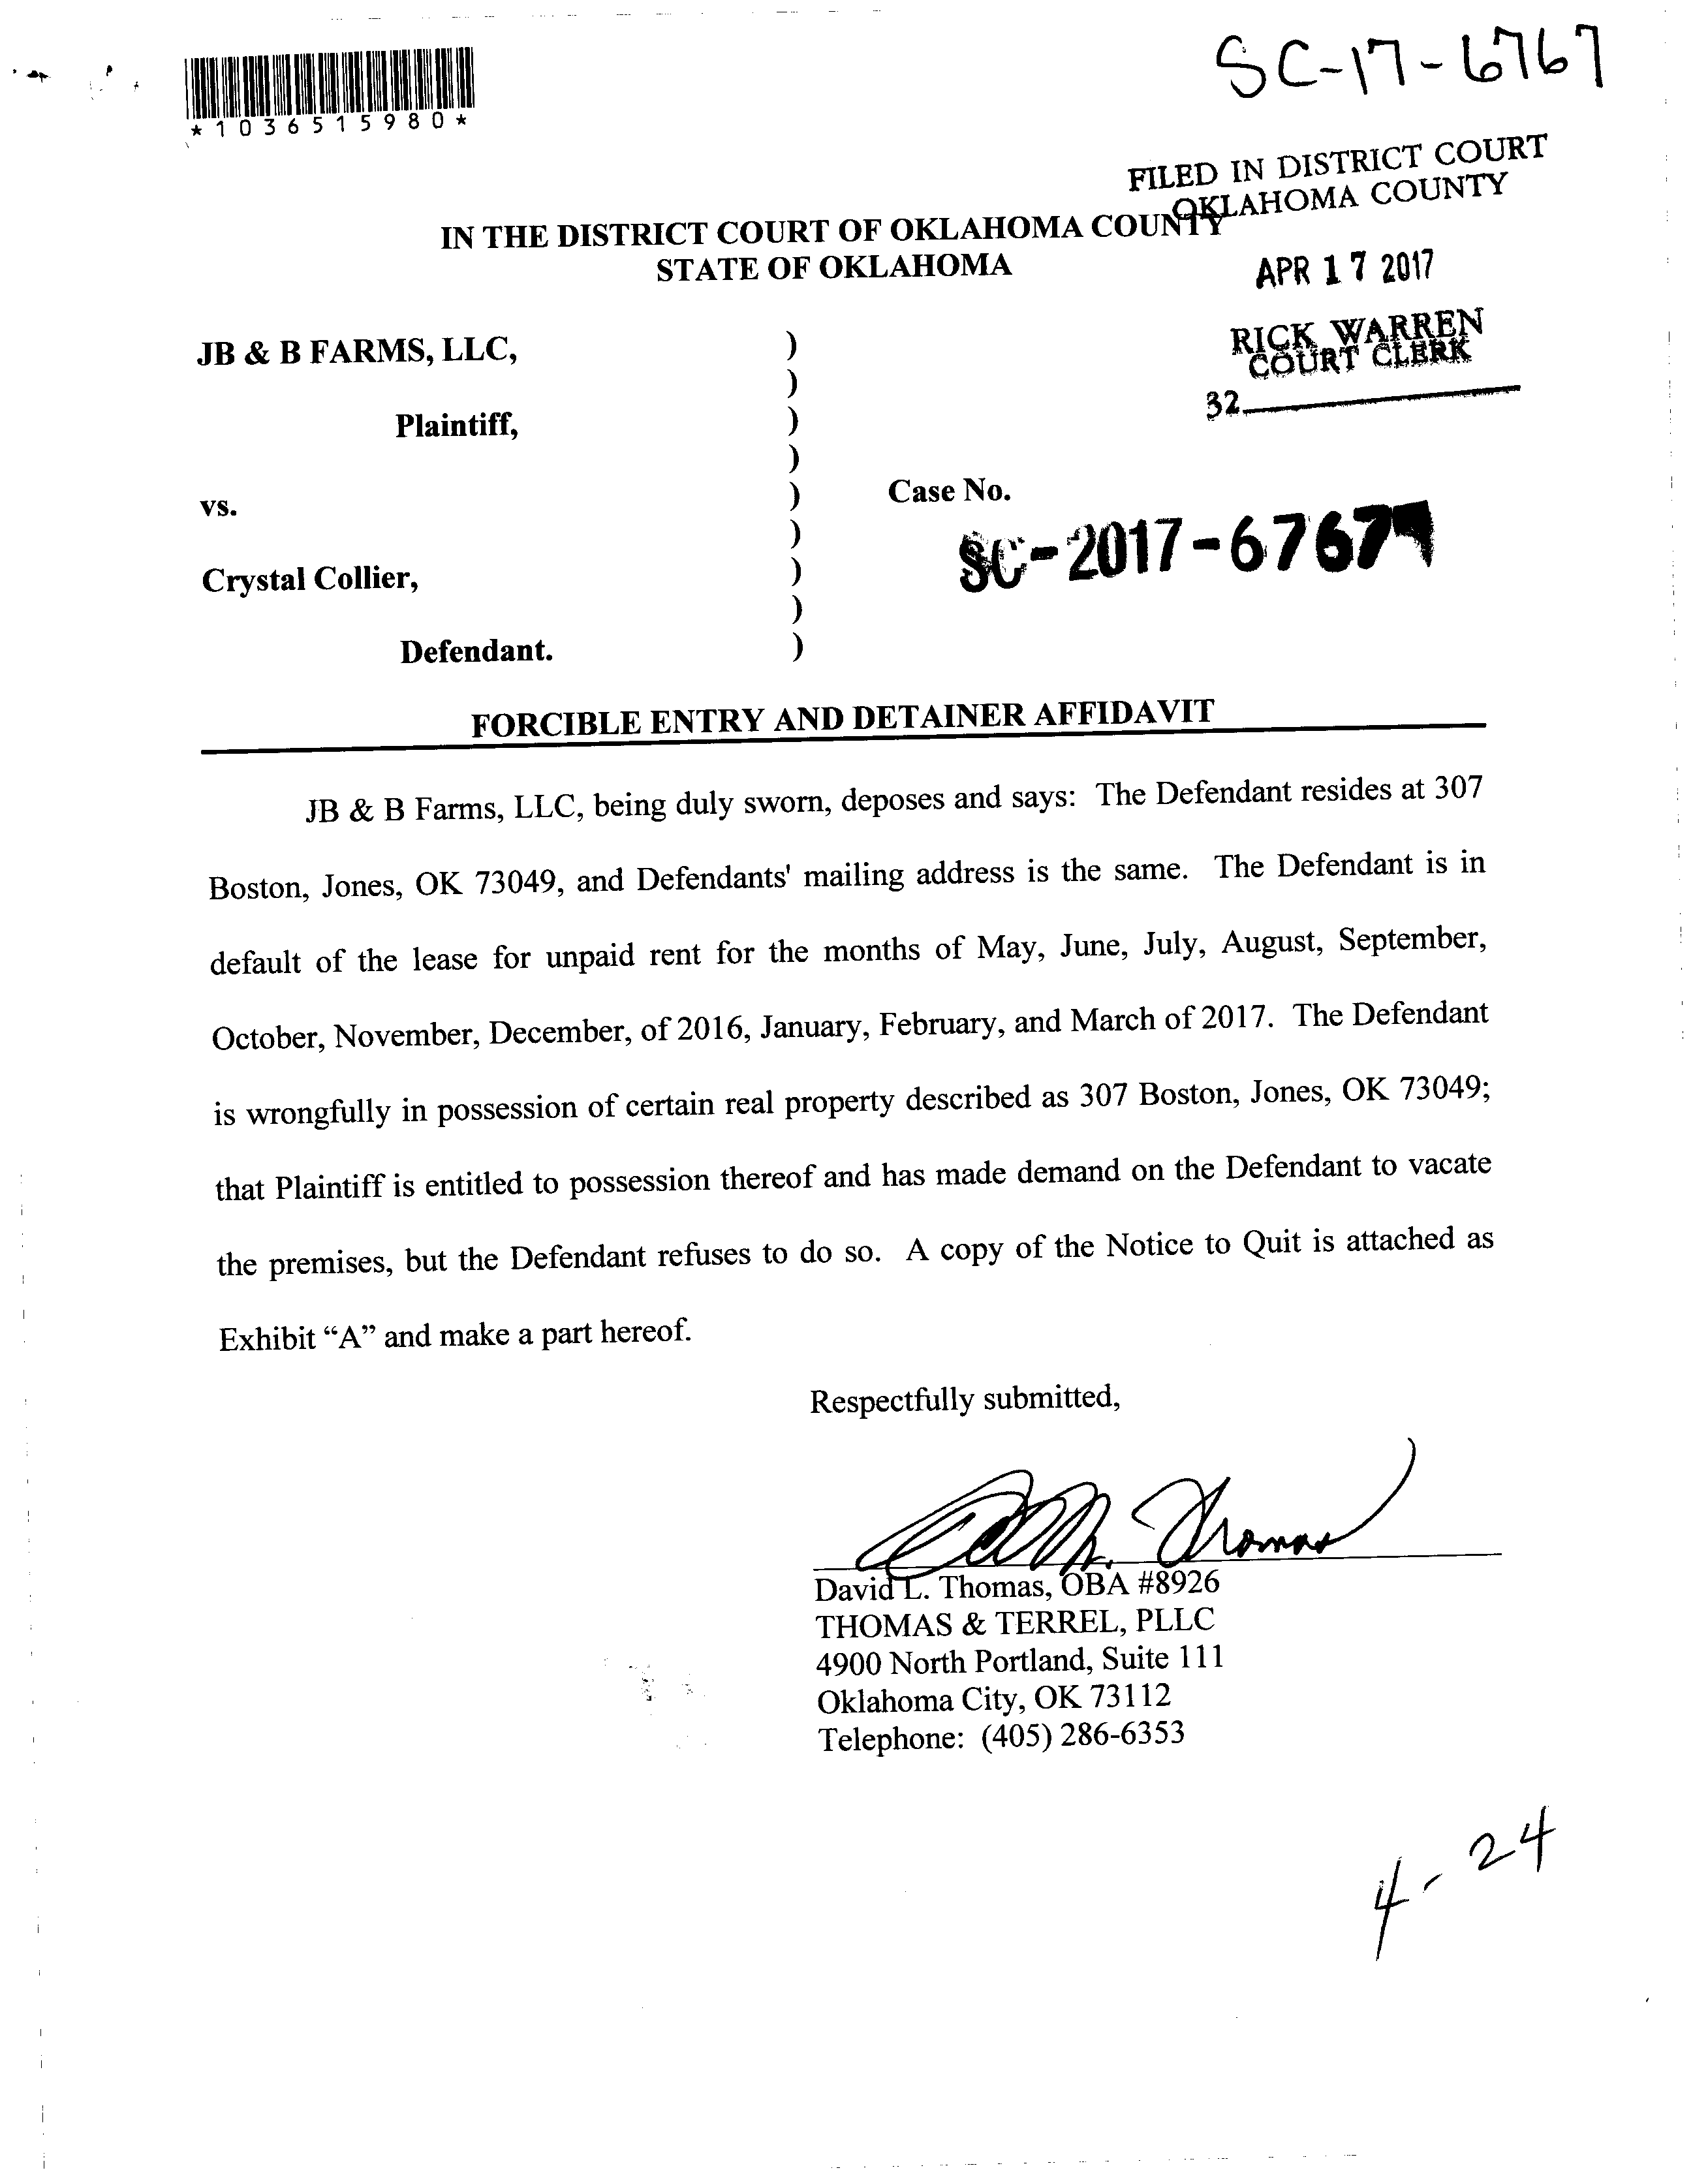 SC-17-6767
*1036515980*
FILED IN DISTRICT COURT
OKLAHOMA COUNTY
IN THE DISTRICT COURT OF OKLAHOMA COUNTY
STATE OF OKLAHOMA
APR 17 2017
RICK WARREN
COURT CLERK
32
JB & B FARMS, LLC, )
)
Plaintiff, )
)
vs. ) Case No.
)
SC-2017-6767
Crystal Collier, )
)
Defendant. )
FORCIBLE ENTRY AND DETAINER AFFIDAVIT
JB & B Farms, LLC, being duly sworn, deposes and says: The Defendant resides at 307
Boston, Jones, OK 73049, and Defendants' mailing address is the same. The Defendant is in
default of the lease for unpaid rent for the months of May, June, July, August, September,
October, November, December, of 2016, January, February, and March of 2017. The Defendant
is wrongfully in possession of certain real property described as 307 Boston, Jones, OK 73049;
that Plaintiff is entitled to possession thereof and has made demand on the Defendant to vacate
the premises, but the Defendant refuses to do so. A copy of the Notice to Quit is attached as
Exhibit “A” and make a part hereof.
Respectfully submitted,
Thomas
David L. Thomas, OBA #8926
THOMAS & TERREL, PLLC
4900 North Portland, Suite 111
Oklahoma City, OK 73112
Telephone: (405) 286-6353
4-24